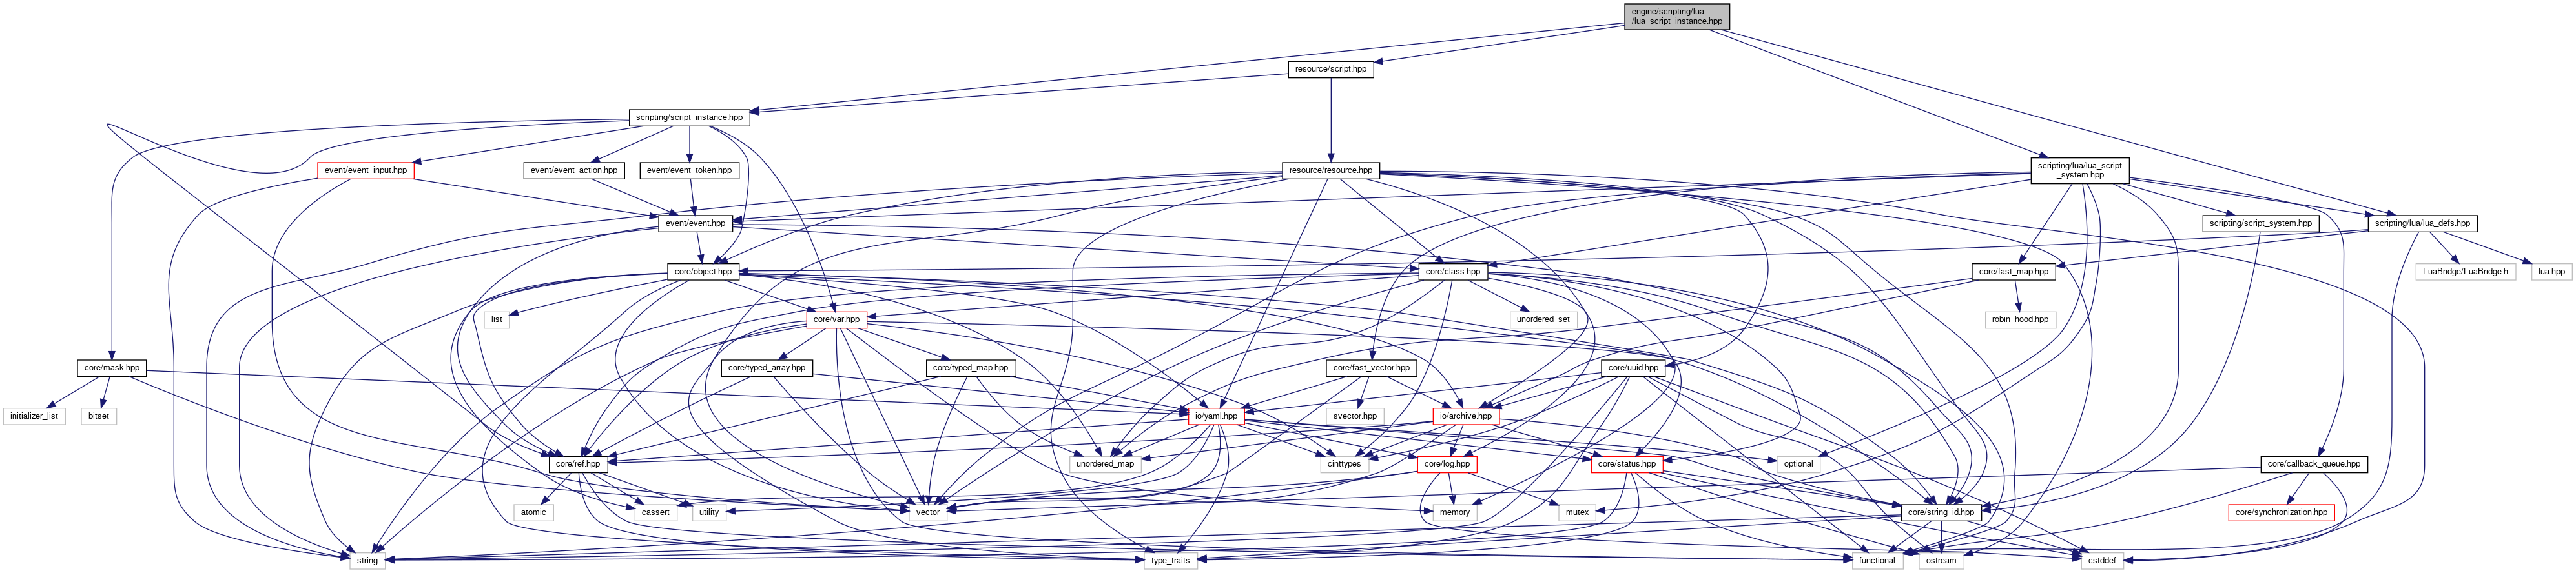 engine/scripting/lua
/lua_script_instance.hpp
resource/script.hpp
scripting/script_instance.hpp
event/event_input.hpp
event/event_action.hpp
event/event_token.hpp
resource/resource.hpp
scripting/lua/lua_script
_system.hpp
event/event.hpp
scripting/script_system.hpp
scripting/lua/lua_defs.hpp
core/object.hpp
core/class.hpp
core/fast_map.hpp
LuaBridge/LuaBridge.h
lua.hpp
list
core/var.hpp
unordered_set
robin_hood.hpp
core/mask.hpp
core/typed_array.hpp
core/typed_map.hpp
core/fast_vector.hpp
core/uuid.hpp
initializer_list
bitset
io/yaml.hpp
svector.hpp
io/archive.hpp
core/ref.hpp
unordered_map
cinttypes
core/log.hpp
core/status.hpp
optional
core/callback_queue.hpp
atomic
cassert
utility
vector
memory
mutex
core/string_id.hpp
core/synchronization.hpp
string
type_traits
functional
ostream
cstddef